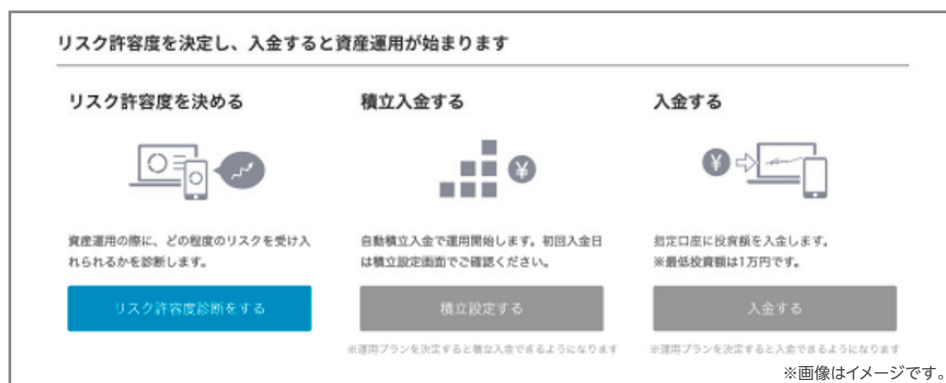 リスク許容度を決定し、入金すると資産運用が始まります
リスク許容度を決める
積立入金する
入金する
¥
¥
資産運用の際に、どの程度のリスクを受け入
れられるかを診断します。
自動積立入金で運用開始します。初回入金日
は積立設定画面でご確認ください。
指定口座に投資額を入金します。
※最低投資額は1万円です。
リスク許容度診断をする
積立設定する
入金する
※運用プランを決定すると積立入金できるようになります
※運用プランを決定すると入金できるようになります
※画像はイメージです。